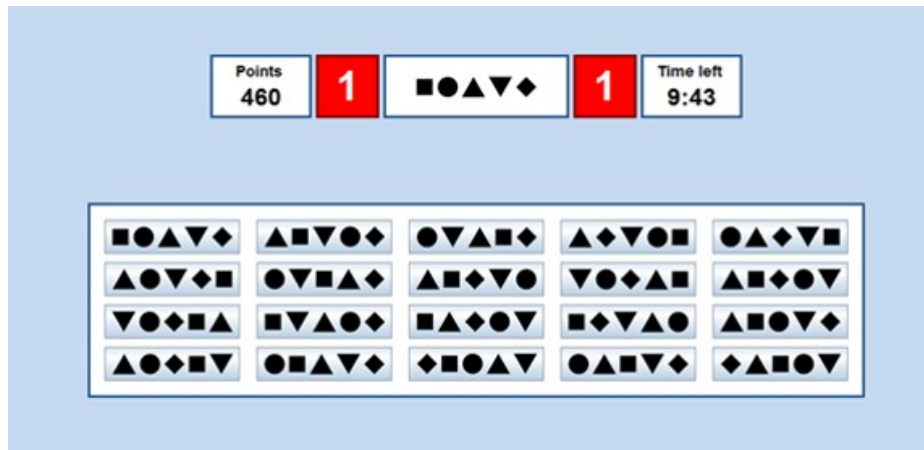 Points
460
1
■●▲▼◆
1
Time left
9:43
■●▲▼◆ ▲■▼●◆ ●▼▲■◆ ▲◆▼●■ ●▲◆▼■
▲●▼◆■ ●▼■▲◆ ▲■◆▼● ▼●◆▲■ ▲■◆●▼
▼●◆■▲ ■▼▲●◆ ■▲◆●▼ ■◆▼▲● ▲■●▼◆
▲●◆■▼ ●■▲▼◆ ◆■●▲▼ ●▲■▼◆ ◆▲■●▼